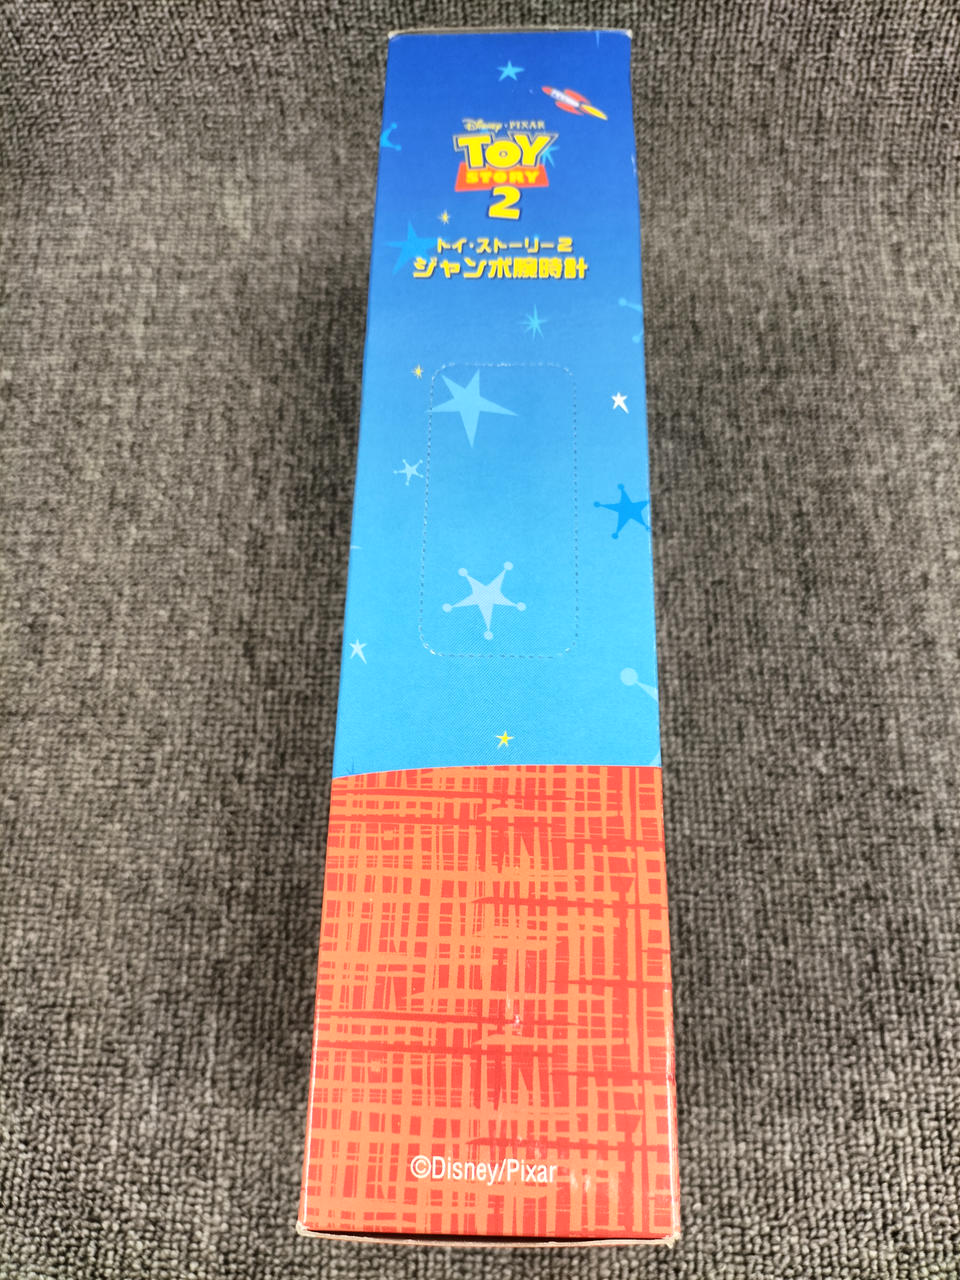 Disney · PIXAR
TOY
STORY
2
トイ・ストーリー2
ジャンボ腕時計
©Disney/Pixar